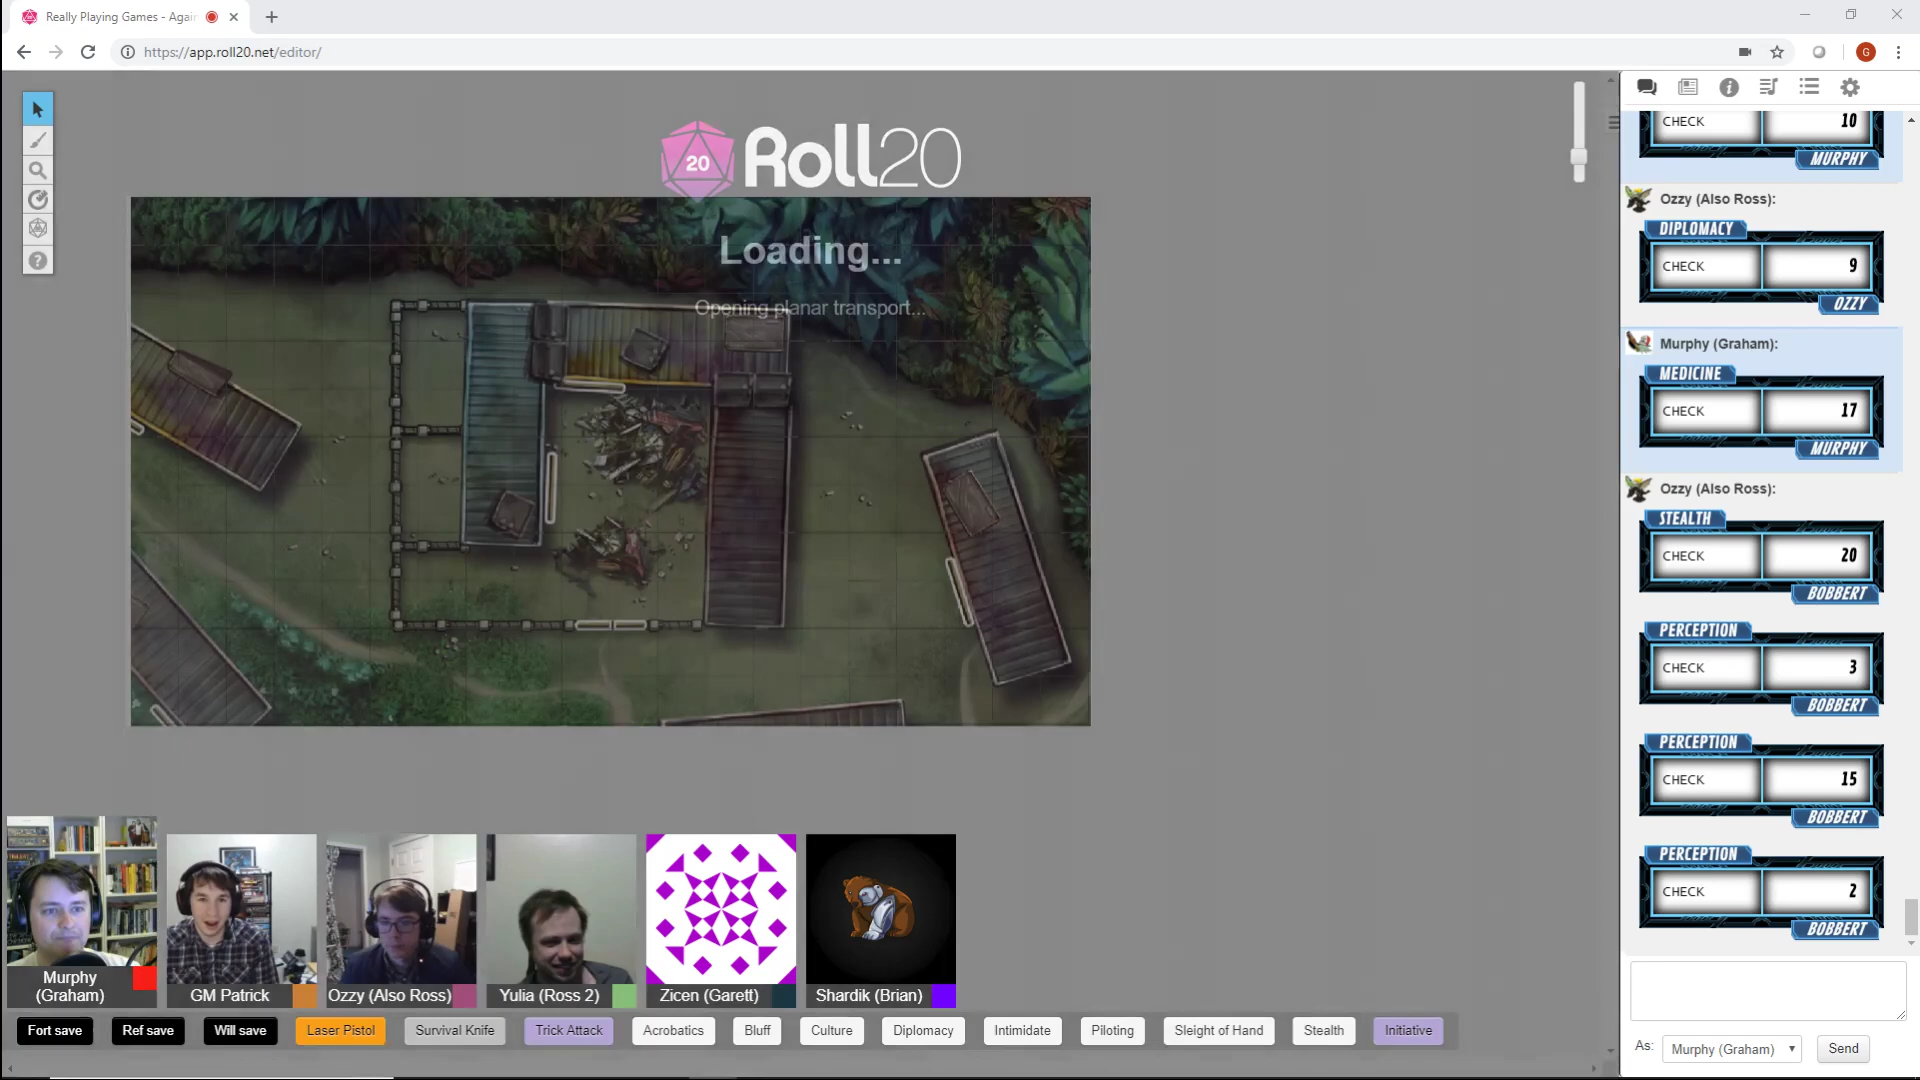 Really Playing Games - Agai
https://app.roll20.net/editor/
20
Roll20
Loading...
Opening planar transport...
CHECK 10
MURPHY
Ozzy (Also Ross):
DIPLOMACY
CHECK 9
OZZY
Murphy (Graham):
MEDICINE
CHECK 17
MURPHY
Ozzy (Also Ross):
STEALTH
CHECK 20
BOBBERT
PERCEPTION
CHECK 3
BOBBERT
PERCEPTION
CHECK 15
BOBBERT
PERCEPTION
CHECK 2
BOBBERT
Murphy
(Graham)
GM Patrick
Ozzy (Also Ross)
Yulia (Ross 2)
Zicen (Garett)
Shardik (Brian)
Fort save Ref save Will save Laser Pistol Survival Knife Trick Attack Acrobatics Bluff Culture Diplomacy Intimidate Piloting Sleight of Hand Stealth Initiative
As: Murphy (Graham) Send
G